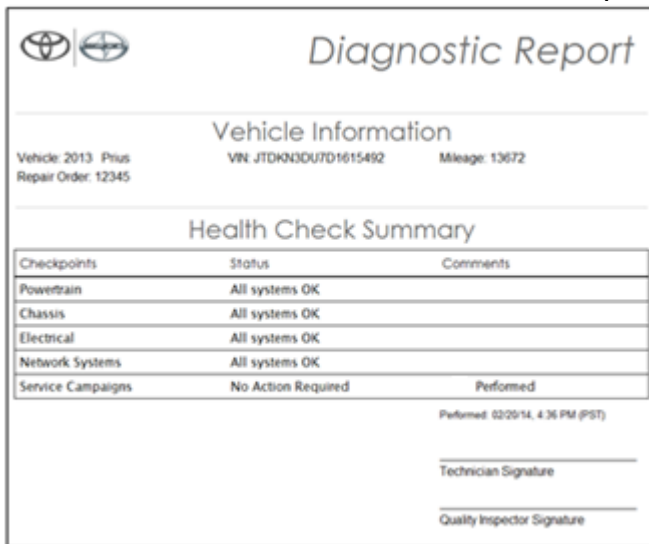 Diagnostic Report
Vehicle Information
Vehicle: 2013 Prius VIN: JTDKN3DU7D1615492 Mileage: 13672
Repair Order: 12345
Health Check Summary
Checkpoints Status Comments
Powertrain All systems OK
Chassis All systems OK
Electrical All systems OK
Network Systems All systems OK
Service Campaigns No Action Required Performed
Performed: 02/20/14, 4:36 PM (PST)
Technician Signature
Quality Inspector Signature